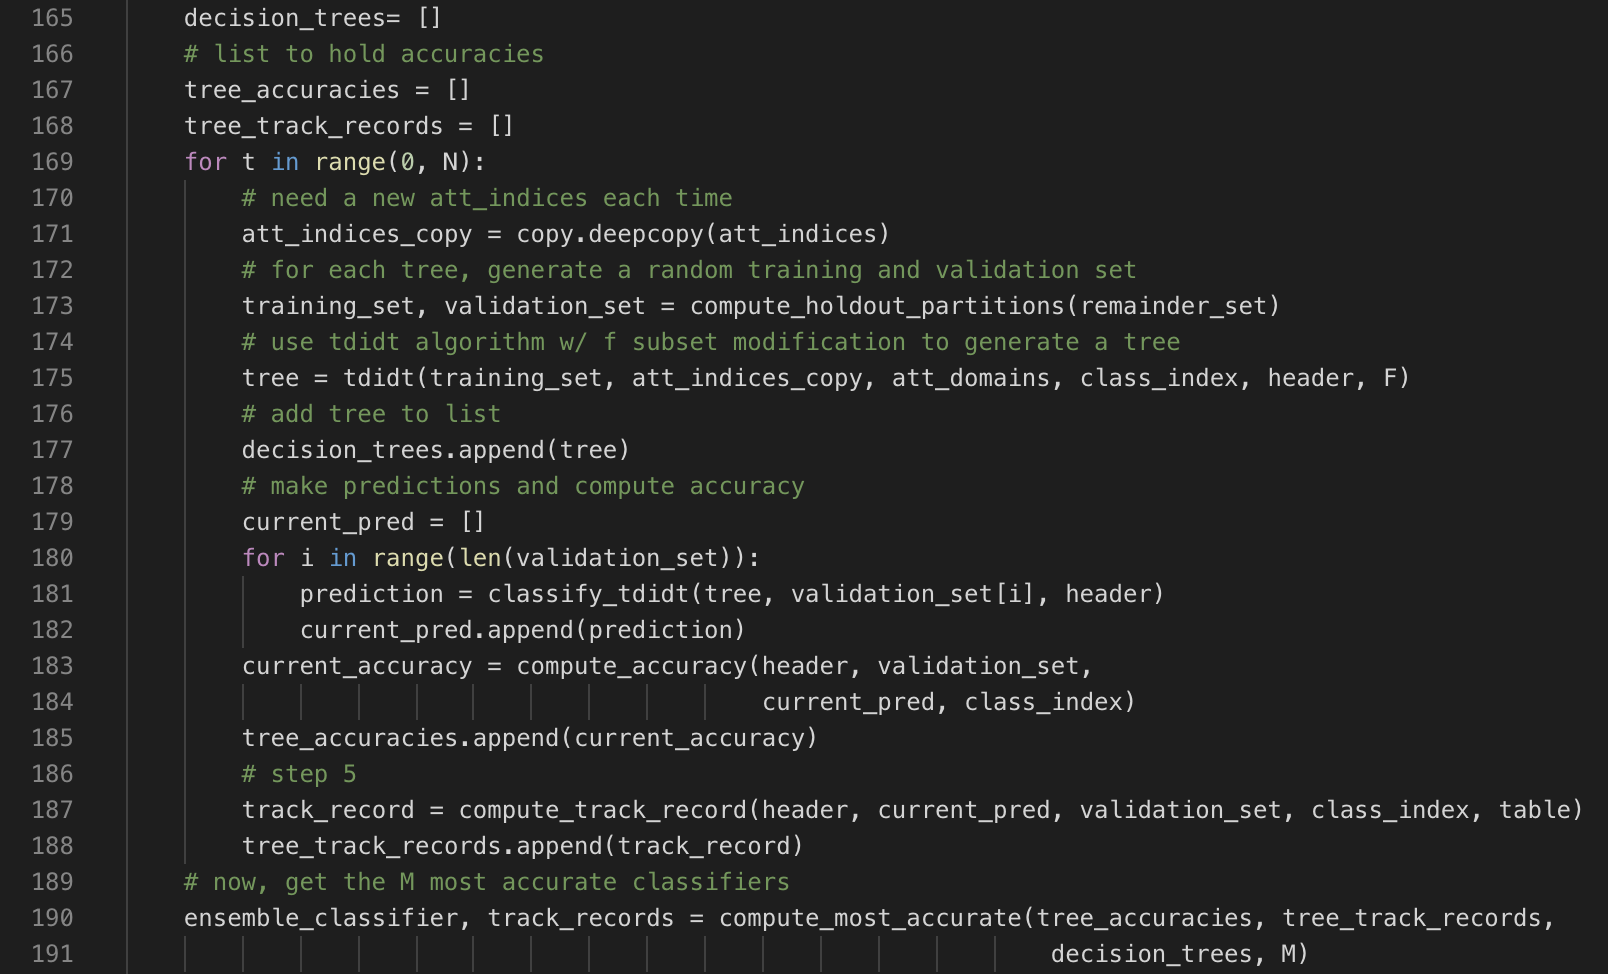 165 decision_trees= []
166 # list to hold accuracies
167 tree_accuracies = []
168 tree_track_records = []
169 for t in range(0, N):
170 # need a new att_indices each time
171 att_indices_copy = copy.deepcopy(att_indices)
172 # for each tree, generate a random training and validation set
173 training_set, validation_set = compute_holdout_partitions(remainder_set)
174 # use tdidt algorithm w/ f subset modification to generate a tree
175 tree = tdidt(training_set, att_indices_copy, att_domains, class_index, header, F)
176 # add tree to list
177 decision_trees.append(tree)
178 # make predictions and compute accuracy
179 current_pred = []
180 for i in range(len(validation_set)):
181 prediction = classify_tdidt(tree, validation_set[i], header)
182 current_pred.append(prediction)
183 current_accuracy = compute_accuracy(header, validation_set,
184 current_pred, class_index)
185 tree_accuracies.append(current_accuracy)
186 # step 5
187 track_record = compute_track_record(header, current_pred, validation_set, class_index, table)
188 tree_track_records.append(track_record)
189 # now, get the M most accurate classifiers
190 ensemble_classifier, track_records = compute_most_accurate(tree_accuracies, tree_track_records,
191 decision_trees, M)